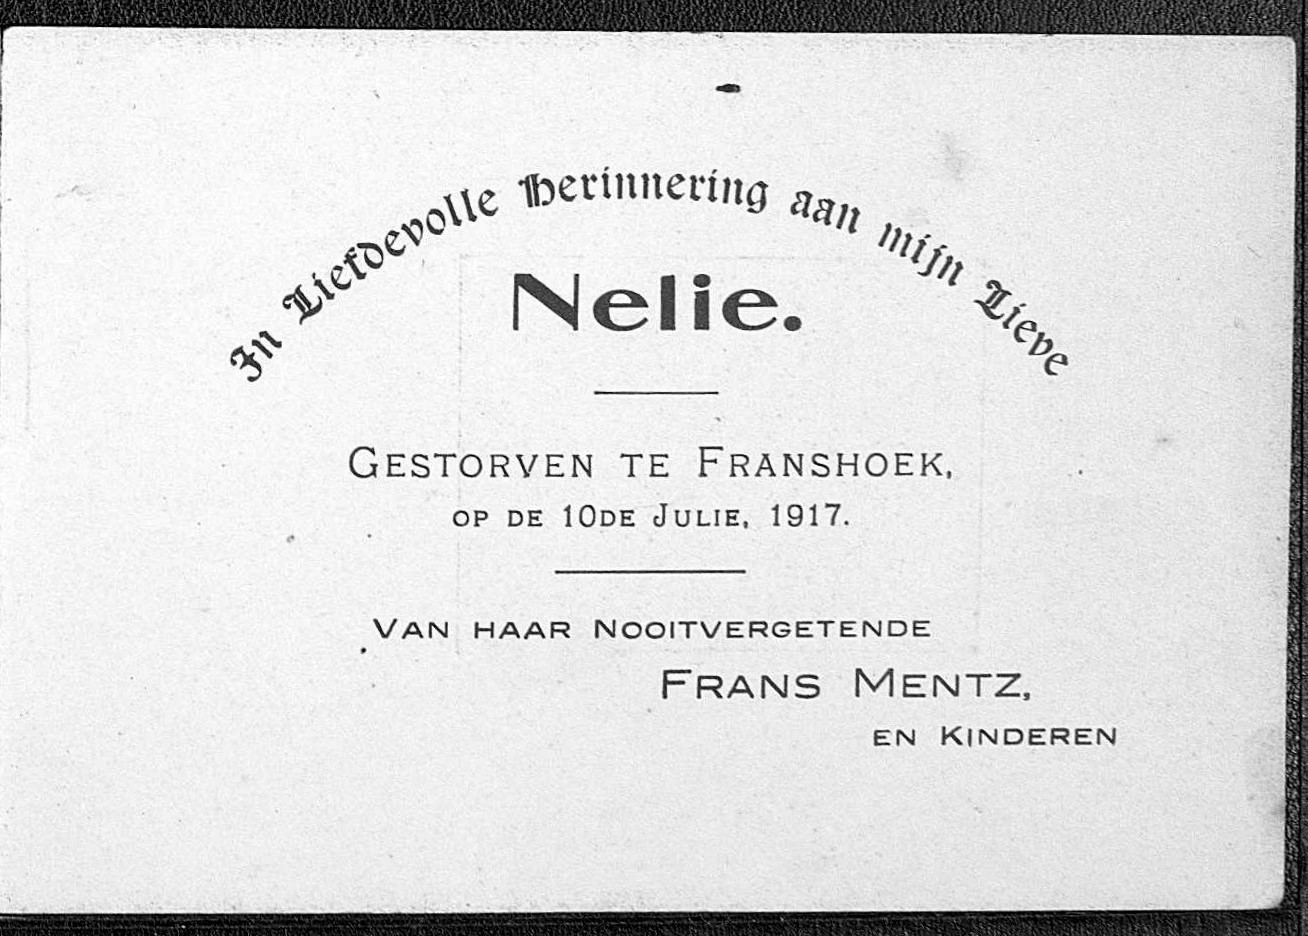 In Liefdevolle Herinnering aan mijn Lieve
Nelie.
GESTORVEN TE FRANSHOEK,
OP DE 10DE JULIE, 1917.
VAN HAAR NOOITVERGETENDE
FRANS MENTZ,
EN KINDEREN